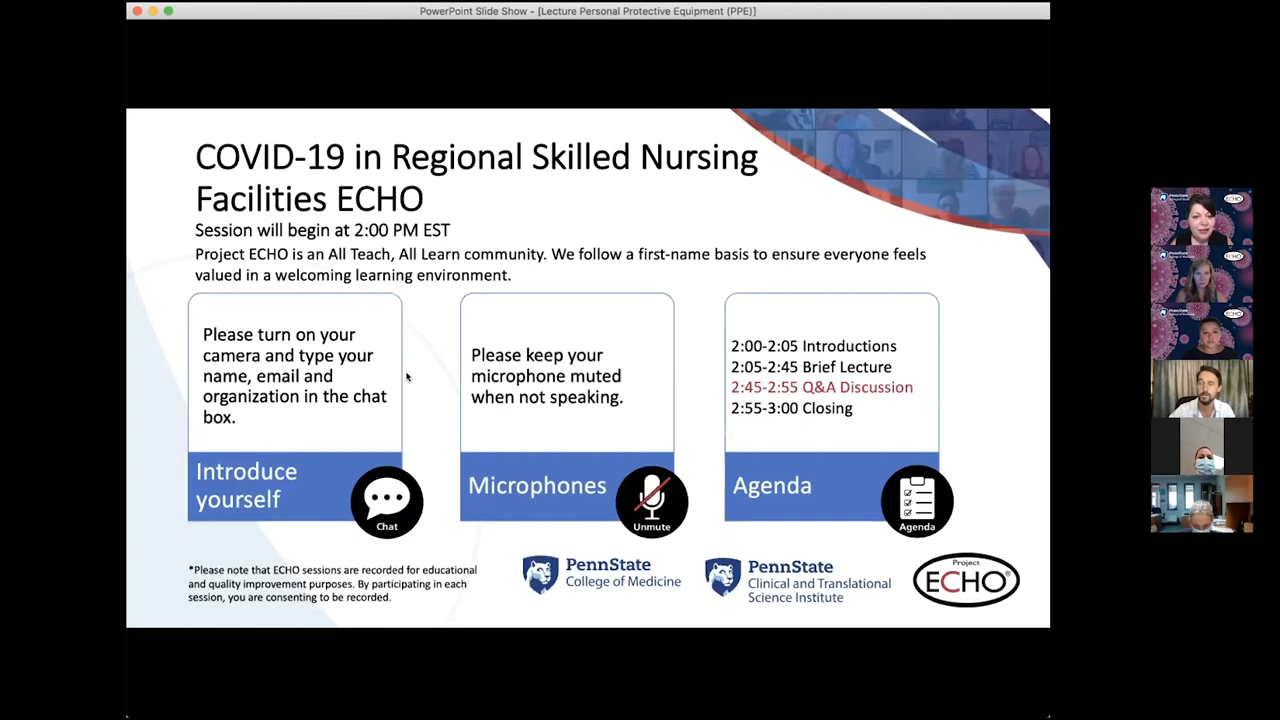 PowerPoint Slide Show - [Lecture Personal Protective Equipment (PPE)]
COVID-19 in Regional Skilled Nursing
Facilities ECHO
Session will begin at 2:00 PM EST
Project ECHO is an All Teach, All Learn community. We follow a first-name basis to ensure everyone feels
valued in a welcoming learning environment.
Please turn on your
camera and type your
name, email and
organization in the chat
box.
Introduce
yourself
Chat
Please keep your
microphone muted
when not speaking.
Microphones
Unmute
2:00-2:05 Introductions
2:05-2:45 Brief Lecture
2:45-2:55 Q&A Discussion
2:55-3:00 Closing
Agenda
Agenda
*Please note that ECHO sessions are recorded for educational
and quality improvement purposes. By participating in each
session, you are consenting to be recorded.
PennState
College of Medicine
PennState
Clinical and Translational
Science Institute
Project
ECHO®